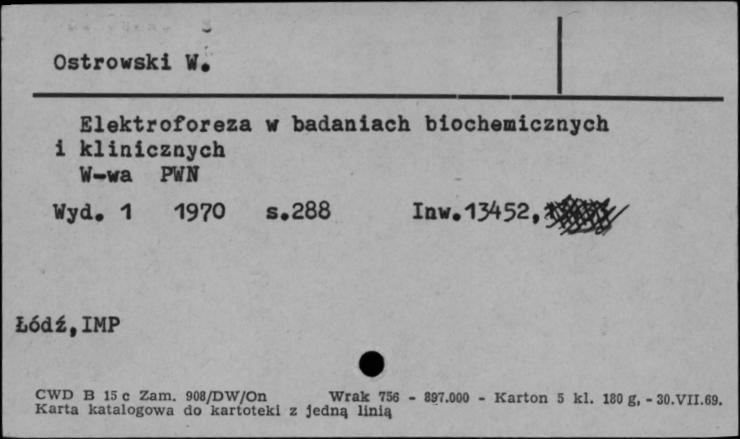 Ostrowski W.
Elektroforeza w badaniach biochemicznych
i klinicznych
W-wa PWN
Wyd. 1 1970 s.288 Inw.13452,
Łódź,IMP
CWD B 15 c Zam. 908/DW/On Wrak 756 - 897.000 - Karton 5 kl. 180 g, - 30.VII.69.
Karta katalogowa do kartoteki z jedną linią